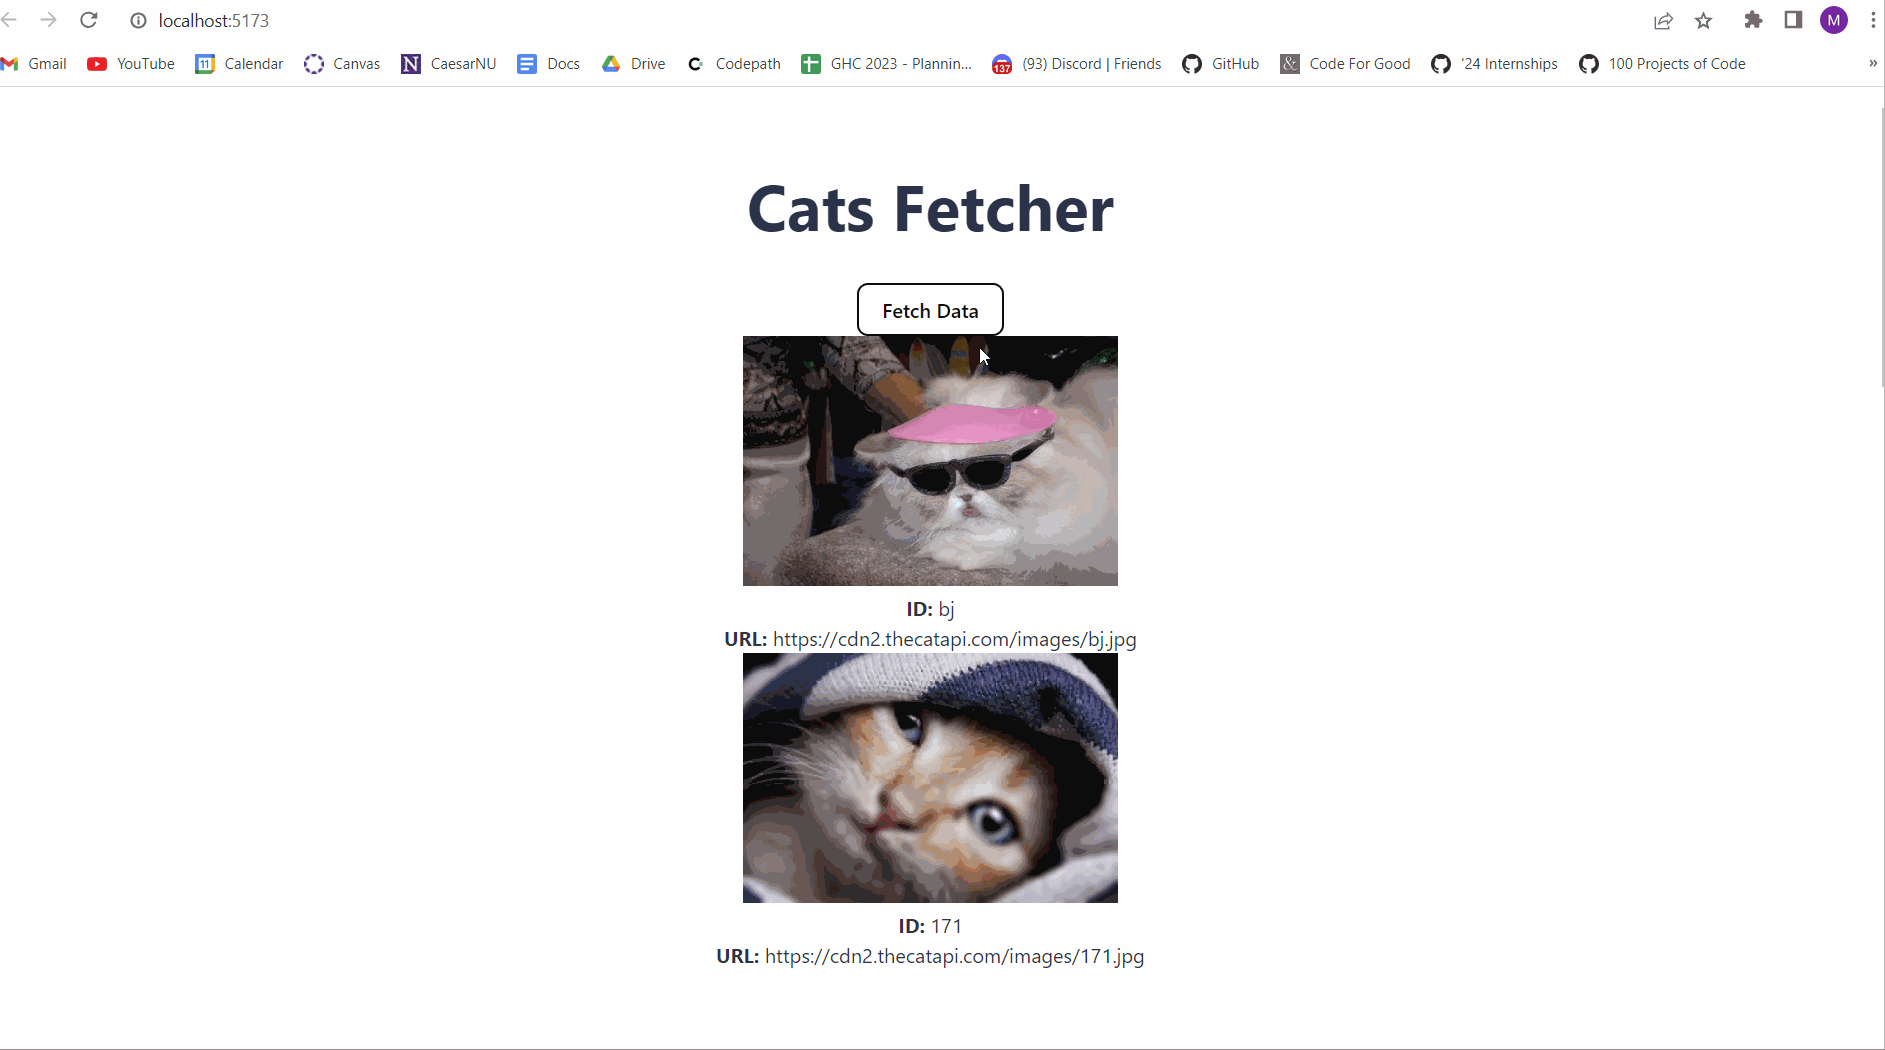 localhost:5173
M
Gmail YouTube 11 Calendar Canvas N CaesarNU Docs Drive C Codepath GHC 2023 - Plannin... 137 (93) Discord | Friends GitHub & Code For Good '24 Internships 100 Projects of Code »
Cats Fetcher
Fetch Data
ID: bj
URL: https://cdn2.thecatapi.com/images/bj.jpg
ID: 171
URL: https://cdn2.thecatapi.com/images/171.jpg